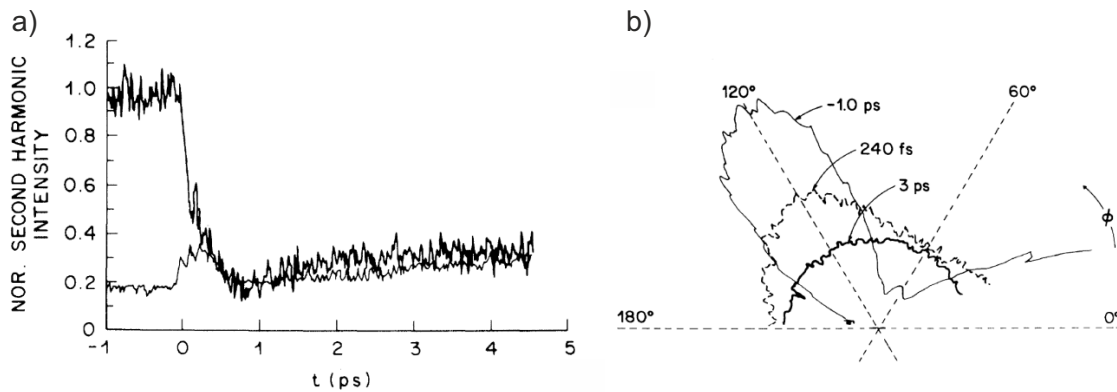 a)
NOR. SECOND HARMONIC
INTENSITY
1.2
1.0
0.8
0.6
0.4
0.2
0
-1
0
1
2
3
4
5
t (ps)
b)
120°
-1.0 ps
60°
240 fs
3 ps
ϕ
180°
0°